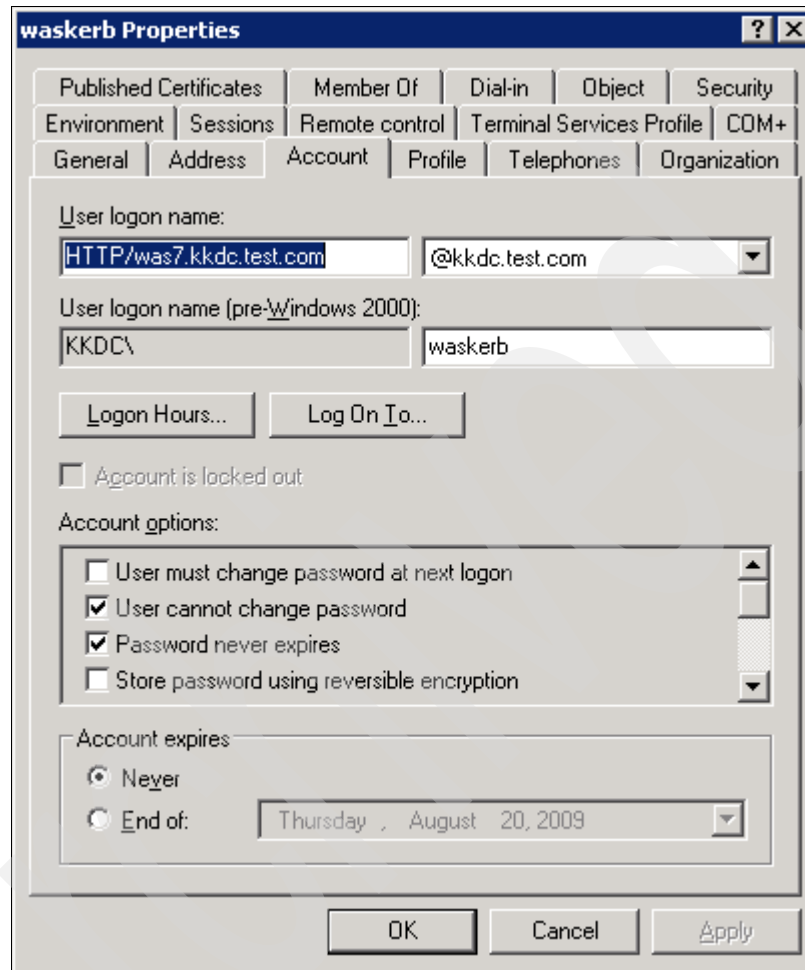 waskerb Properties
Published Certificates Member Of Dial-in Object Security
Environment Sessions Remote control Terminal Services Profile COM+
General Address Account Profile Telephones Organization
User logon name:
HTTP/was7.kkdc.test.com @kkdc.test.com
User logon name (pre-Windows 2000):
KKDC\ waskerb
Logon Hours... Log On To...
Account is locked out
Account options:
User must change password at next logon
User cannot change password
Password never expires
Store password using reversible encryption
Account expires
Never
End of: Thursday , August 20, 2009
OK Cancel Apply